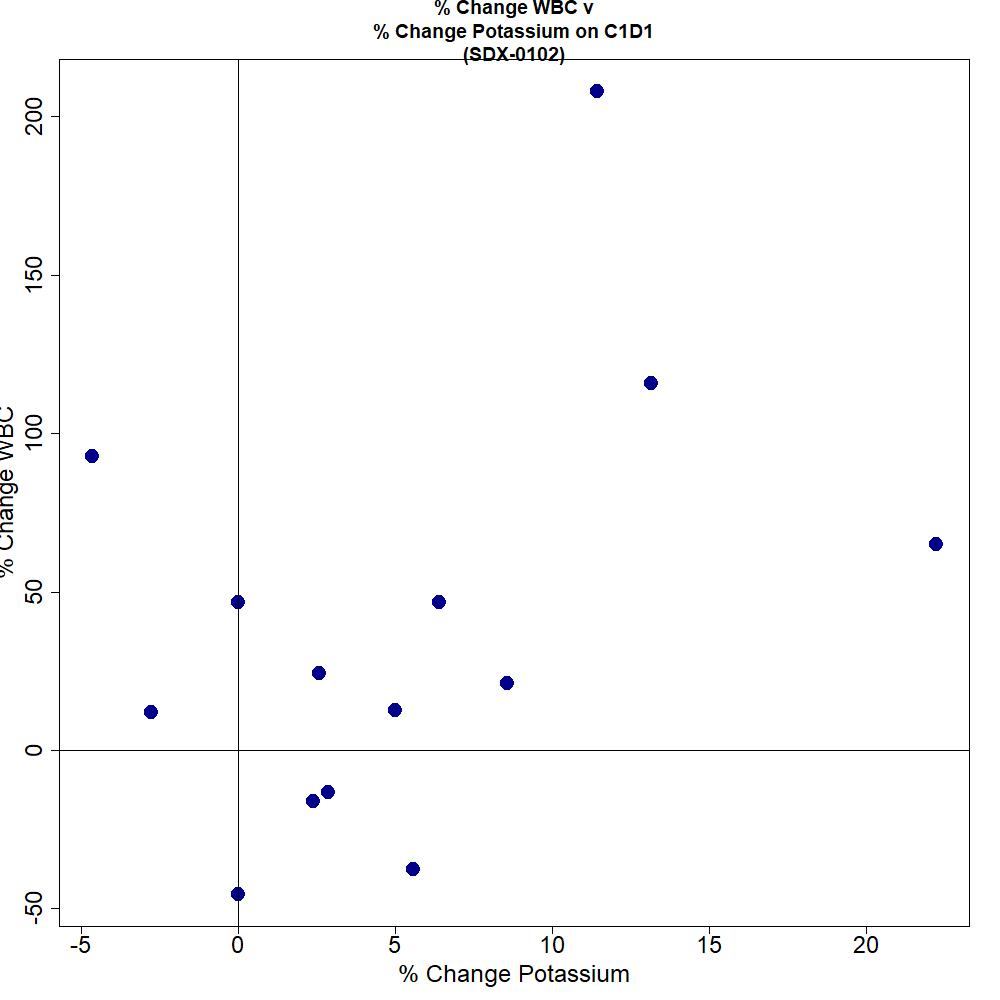 % Change WBC v
% Change Potassium on C1D1
(SDX-0102)
200
150
100
50
0
-50
% Change WBC
-5 0 5 10 15 20
% Change Potassium